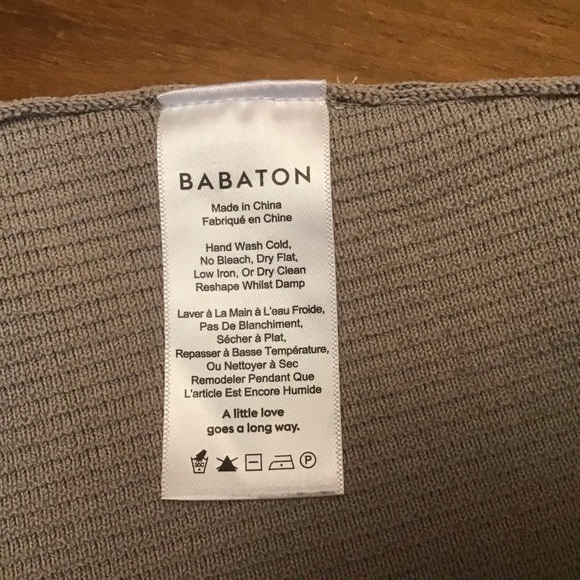 BABATON
Made in China
Fabriqué en Chine
Hand Wash Cold,
No Bleach, Dry Flat,
Low Iron, Or Dry Clean
Reshape Whilst Damp
Laver à La Main à L'eau Froide,
Pas De Blanchiment,
Sécher à Plat,
Repasser à Basse Température,
Ou Nettoyer à Sec
Remodeler Pendant Que
L'article Est Encore Humide
A little love
goes a long way.
30C P